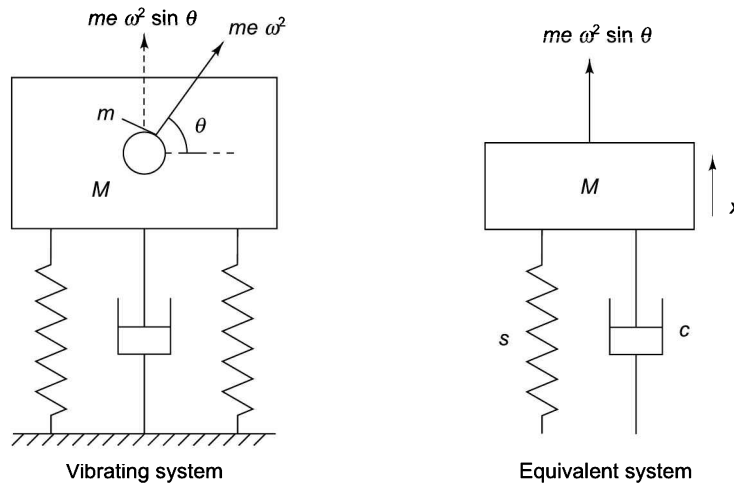 me ω² sin θ
me ω²
m
θ
M
Vibrating system
me ω² sin θ
M
x
s
c
Equivalent system